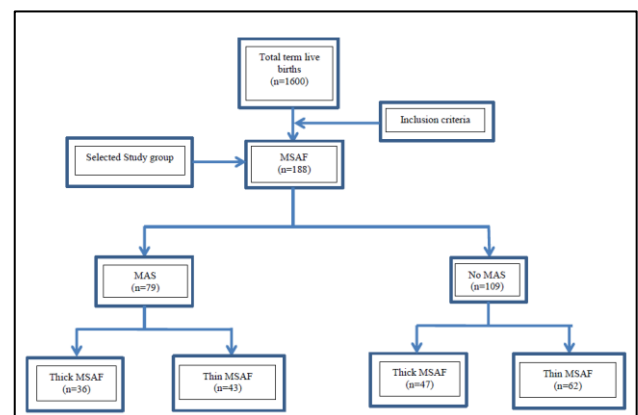 Total term live
births
(n=1600)
Inclusion criteria
Selected Study group
MSAF
(n=188)
MAS
(n=79)
No MAS
(n=109)
Thick MSAF
(n=36)
Thin MSAF
(n=43)
Thick MSAF
(n=47)
Thin MSAF
(n=62)